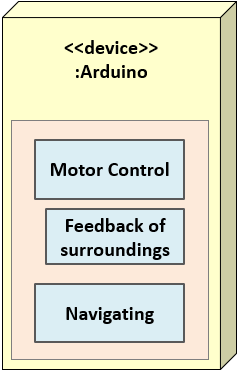 <<device>>
:Arduino
Motor Control
Feedback of
surroundings
Navigating